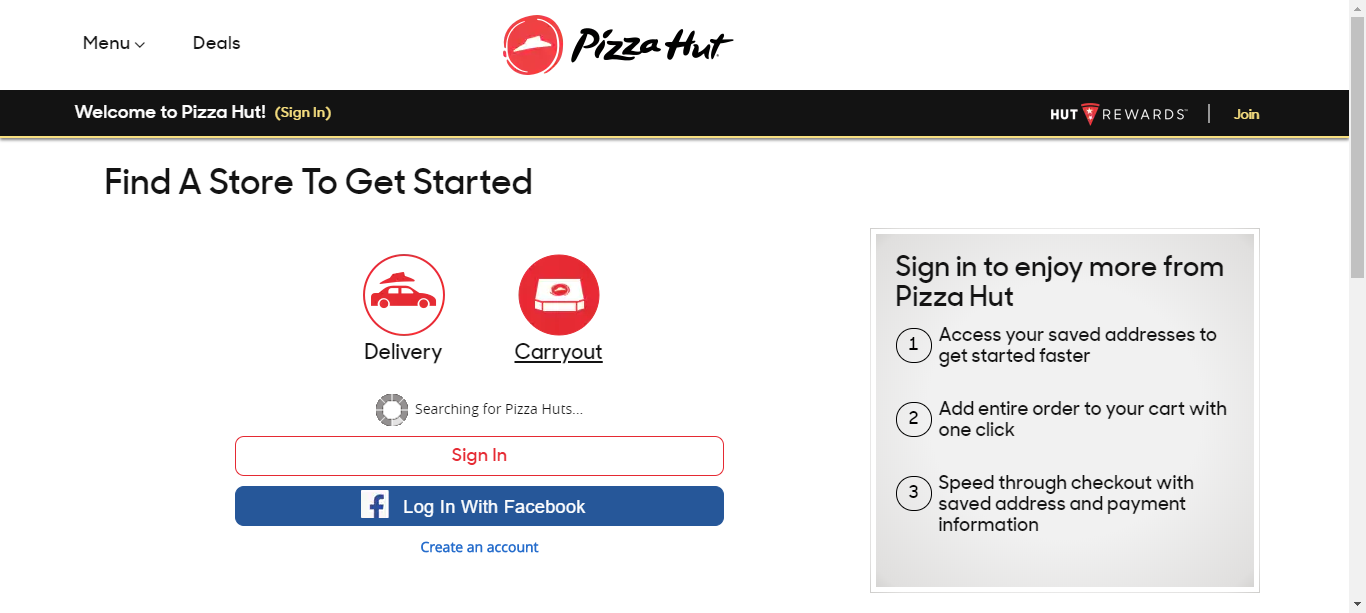 Menu
Deals
Pizza Hut
Welcome to Pizza Hut! (Sign In)
HUT REWARDS™ | Join
Find A Store To Get Started
Delivery
Carryout
Searching for Pizza Huts...
Sign In
Log In With Facebook
Create an account
Sign in to enjoy more from
Pizza Hut
1 Access your saved addresses to
get started faster
2 Add entire order to your cart with
one click
3 Speed through checkout with
saved address and payment
information